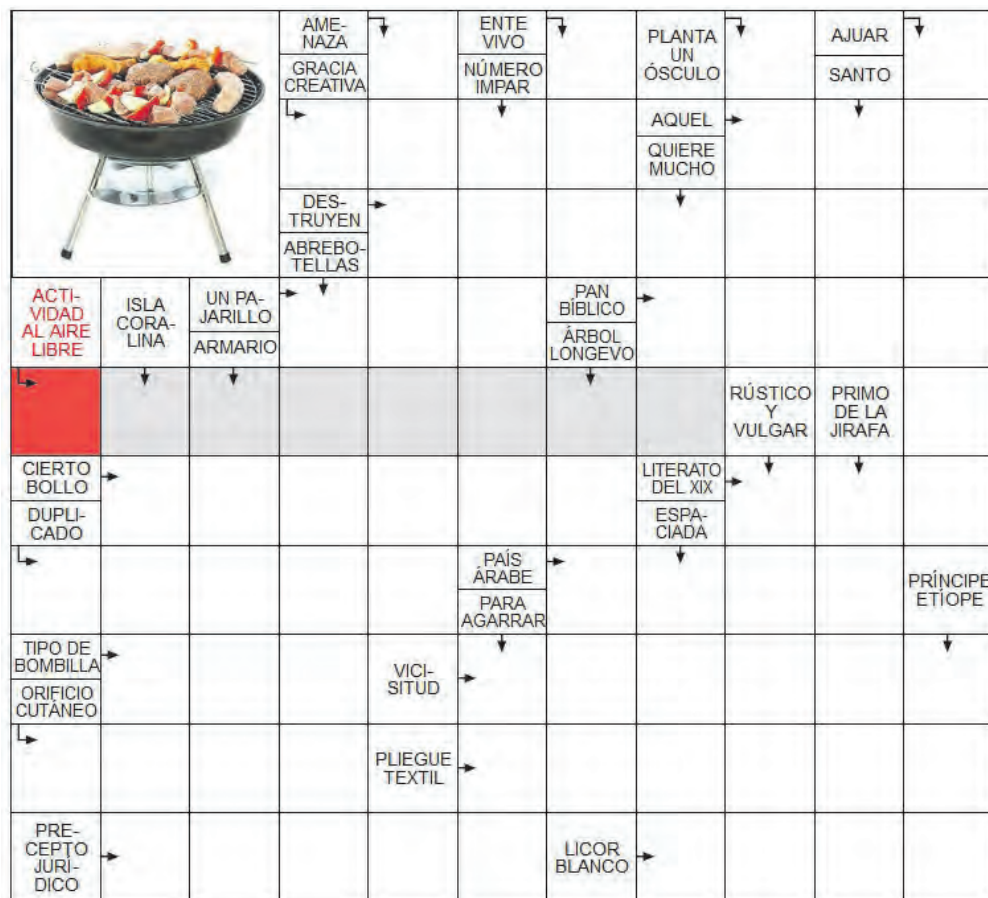 AME-
NAZA
GRACIA
CREATIVA
ENTE
VIVO
NÚMERO
IMPAR
PLANTA
UN
ÓSCULO
AJUAR
SANTO
AQUEL
QUIERE
MUCHO
DES-
TRUYEN
ABREBO-
TELLAS
ACTI-
VIDAD
AL AIRE
LIBRE
ISLA
CORA-
LINA
UN PA-
JARILLO
ARMARIO
PAN
BÍBLICO
ÁRBOL
LONGEVO
RÚSTICO
Y
VULGAR
PRIMO
DE LA
JIRAFA
CIERTO
BOLLO
DUPLI-
CADO
LITERATO
DEL XIX
ESPA-
CIADA
PAÍS
ÁRABE
PARA
AGARRAR
PRÍNCIPE
ETÍOPE
TIPO DE
BOMBILLA
ORIFICIO
CUTÁNEO
VICI-
SITUD
PLIEGUE
TEXTIL
PRE-
CEPTO
JURÍ-
DICO
LICOR
BLANCO